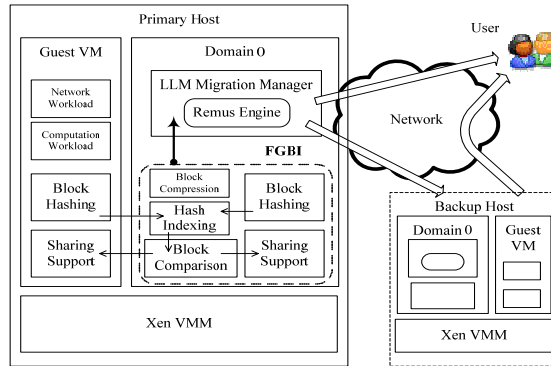 Primary Host
Guest VM
Network
Workload
Computation
Workload
Block
Hashing
Sharing
Support
Domain 0
LLM Migration Manager
Remus Engine
FGBI
Block
Compression
Hash
Indexing
Block
Comparison
Block
Hashing
Sharing
Support
Xen VMM
User
Network
Backup Host
Domain 0
Guest
VM
Xen VMM